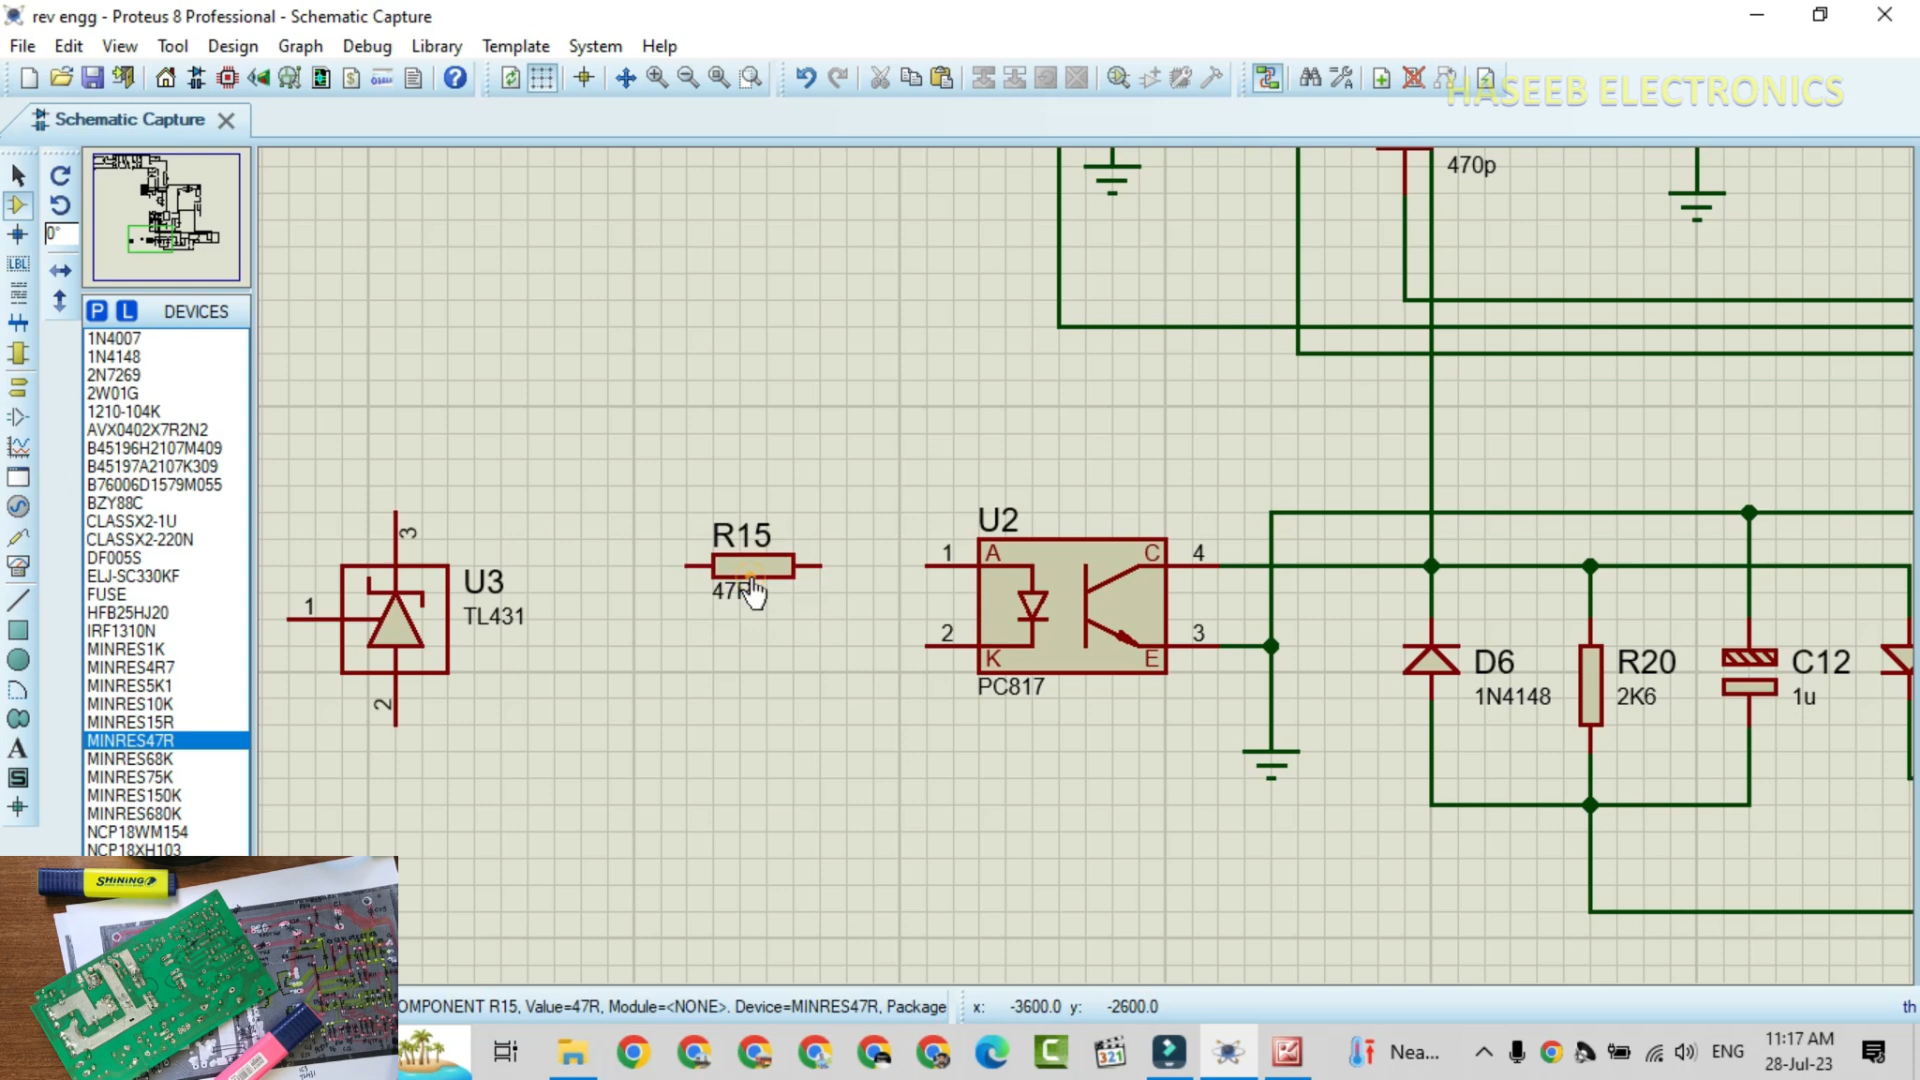 rev engg - Proteus 8 Professional - Schematic Capture
File Edit View Tool Design Graph Debug Library Template System Help
HASEEB ELECTRONICS
Schematic Capture
0°
LBL
P L DEVICES
1N4007
1N4148
2N7269
2W01G
1210-104K
AVX0402X7R2N2
B45196H2107M409
B45197A2107K309
B76006D1579M055
BZY88C
CLASSX2-1U
CLASSX2-220N
DF005S
ELJ-SC330KF
FUSE
HFB25HJ20
IRF1310N
MINRES1K
MINRES4R7
MINRES5K1
MINRES10K
MINRES15R
MINRES47R
MINRES68K
MINRES75K
MINRES150K
MINRES680K
NCP18WM154
NCP18XH103
A
S
470p
3
1
2
U3
TL431
R15
U2
1 A C 4
2 K E 3
PC817
D6
1N4148
R20
2K6
C12
1u
SHINING
OMPONENT R15, Value=47R, Module=<NONE>. Device=MINRES47R, Package
x: -3600.0 y: -2600.0
th
321
Nea...
ENG
11:17 AM
28-Jul-23